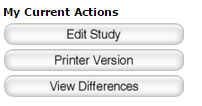 My Current Actions
Edit Study
Printer Version
View Differences